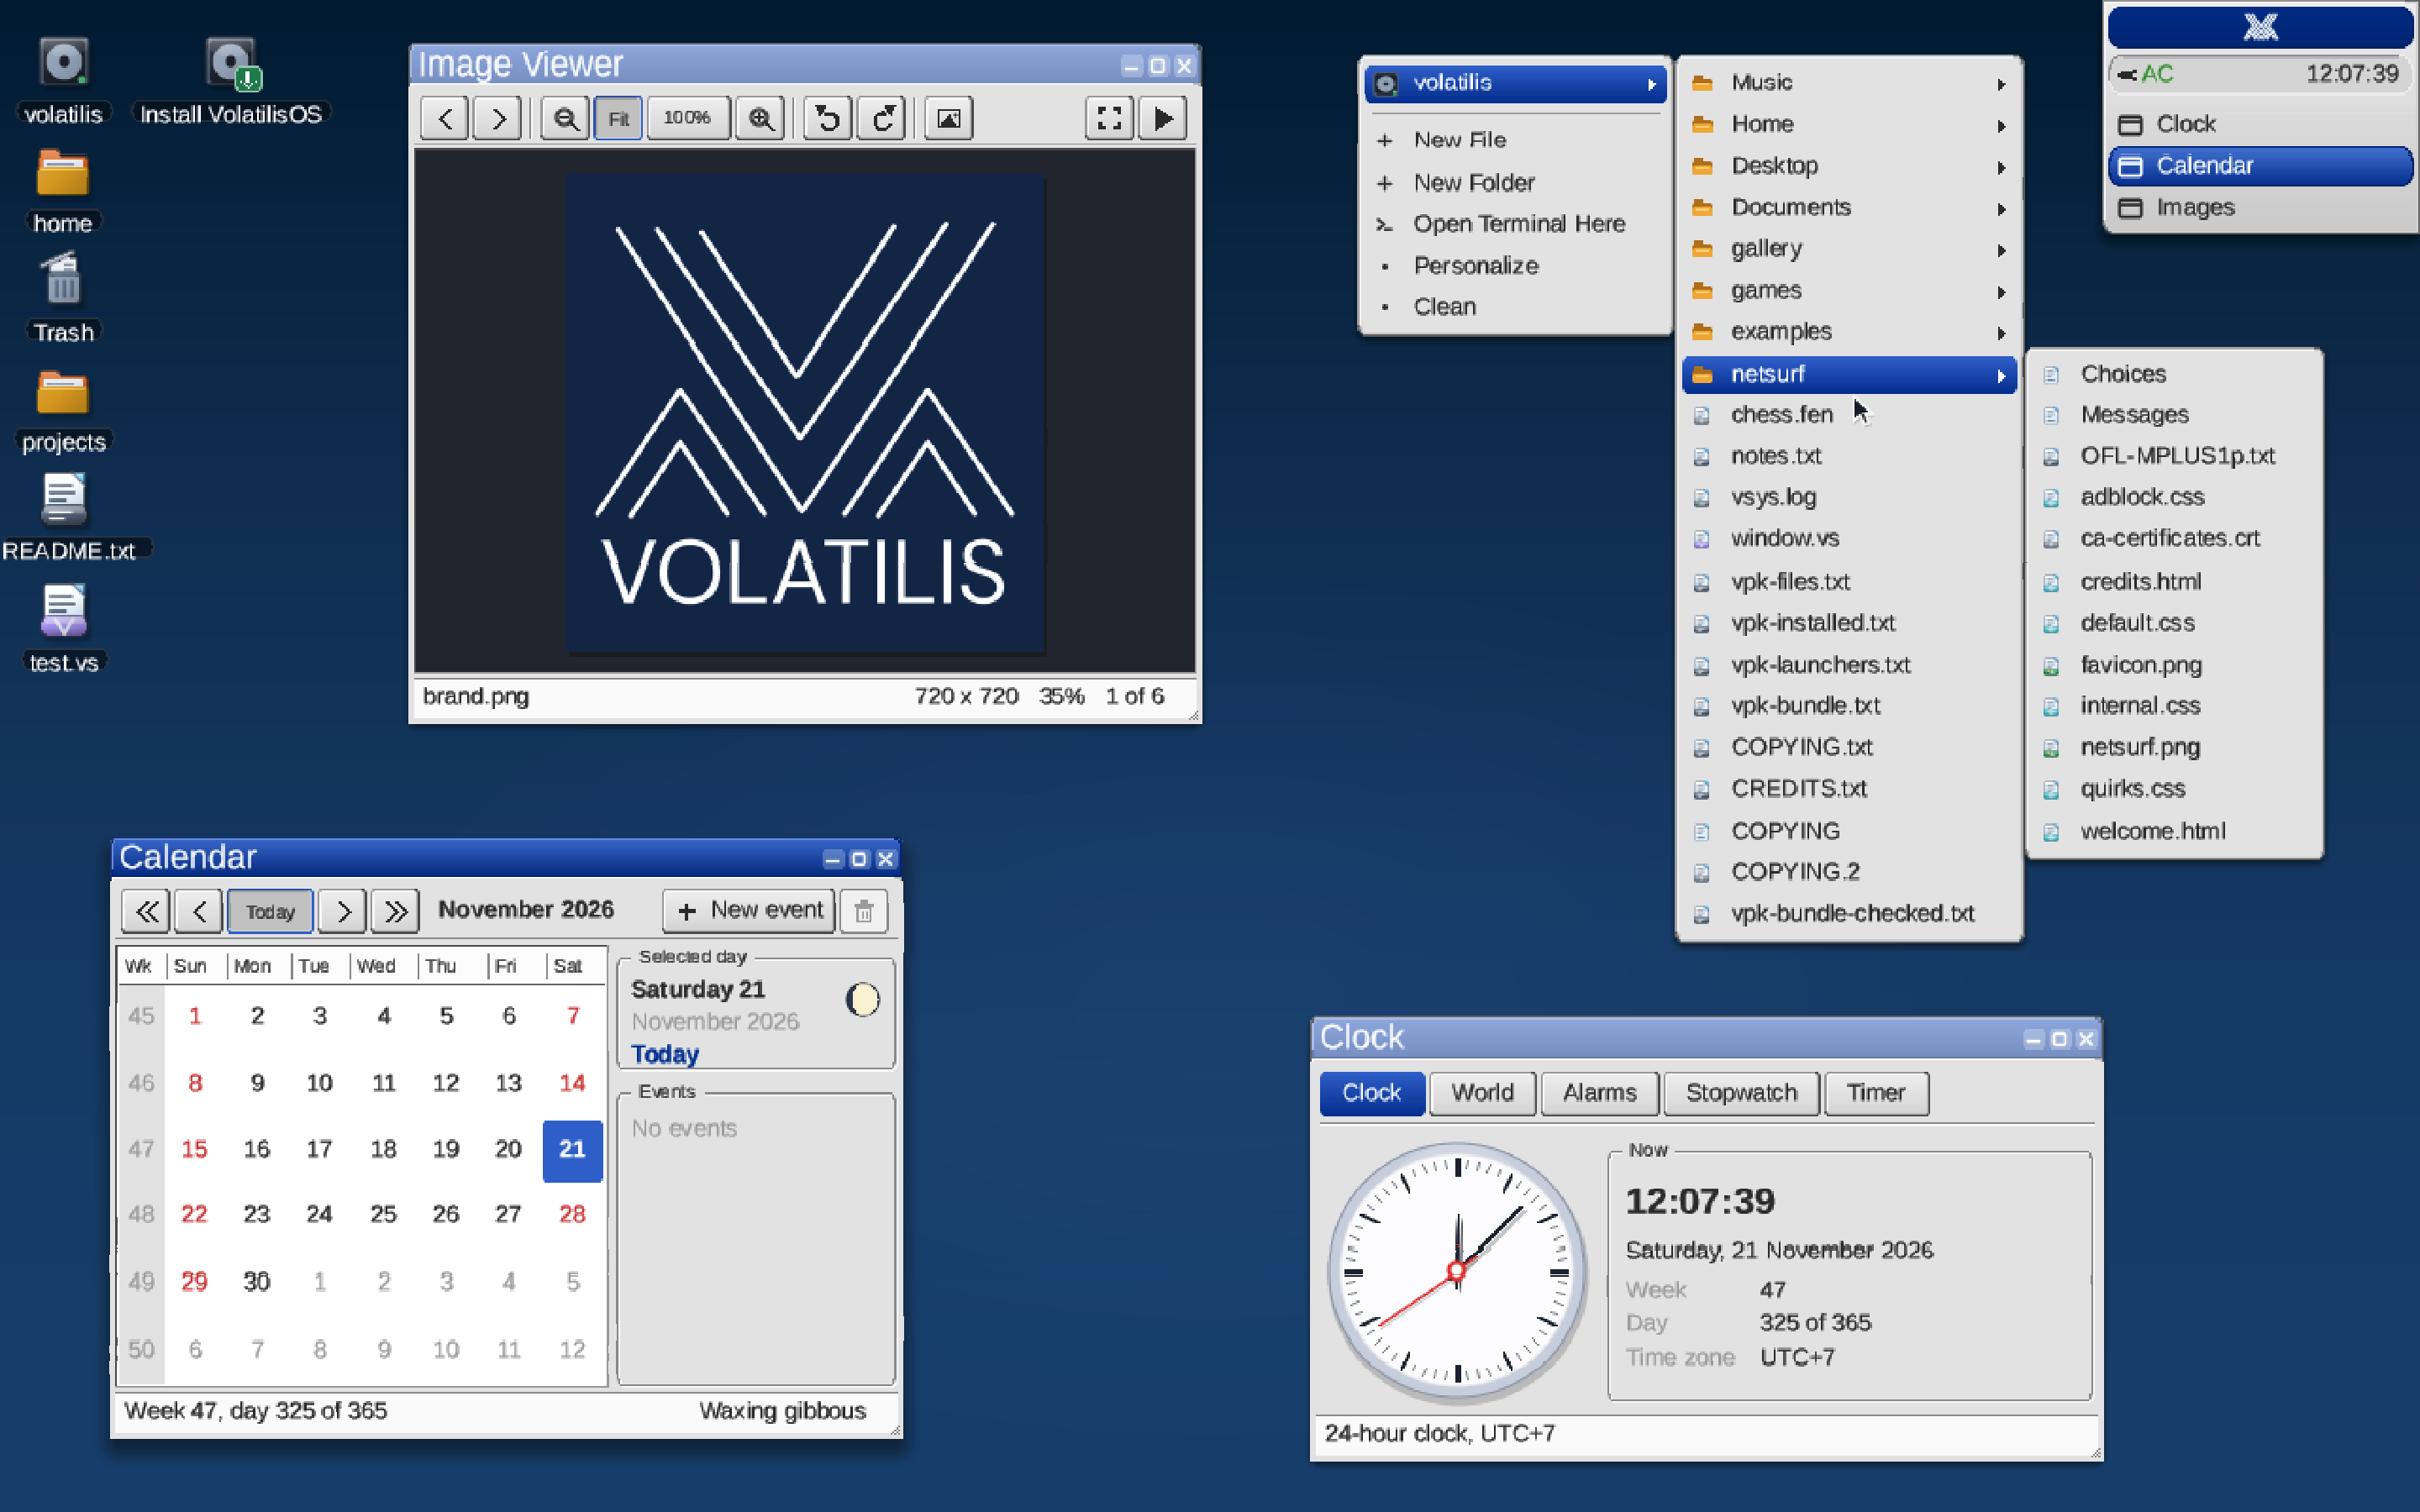 volatilis
Install VolatilisOS
home
Trash
projects
README.txt
test.vs
Image Viewer
Fit
100%
VOLATILIS
brand.png
720 x 720 35% 1 of 6
volatilis
New File
New Folder
Open Terminal Here
Personalize
Clean
Music
Home
Desktop
Documents
gallery
games
examples
netsurf
chess.fen
notes.txt
vsys.log
window.vs
vpk-files.txt
vpk-installed.txt
vpk-launchers.txt
vpk-bundle.txt
COPYING.txt
CREDITS.txt
COPYING
COPYING.2
vpk-bundle-checked.txt
Choices
Messages
OFL-MPLUS1p.txt
adblock.css
ca-certificates.crt
credits.html
default.css
favicon.png
internal.css
netsurf.png
quirks.css
welcome.html
AC 12:07:39
Clock
Calendar
Images
Calendar
Today
November 2026
+ New event
Wk Sun Mon Tue Wed Thu Fri Sat
45 1 2 3 4 5 6 7
46 8 9 10 11 12 13 14
47 15 16 17 18 19 20 21
48 22 23 24 25 26 27 28
49 29 30 1 2 3 4 5
50 6 7 8 9 10 11 12
Selected day
Saturday 21
November 2026
Today
Events
No events
Week 47, day 325 of 365
Waxing gibbous
Clock
Clock World Alarms Stopwatch Timer
Now
12:07:39
Saturday, 21 November 2026
Week 47
Day 325 of 365
Time zone UTC+7
24-hour clock, UTC+7